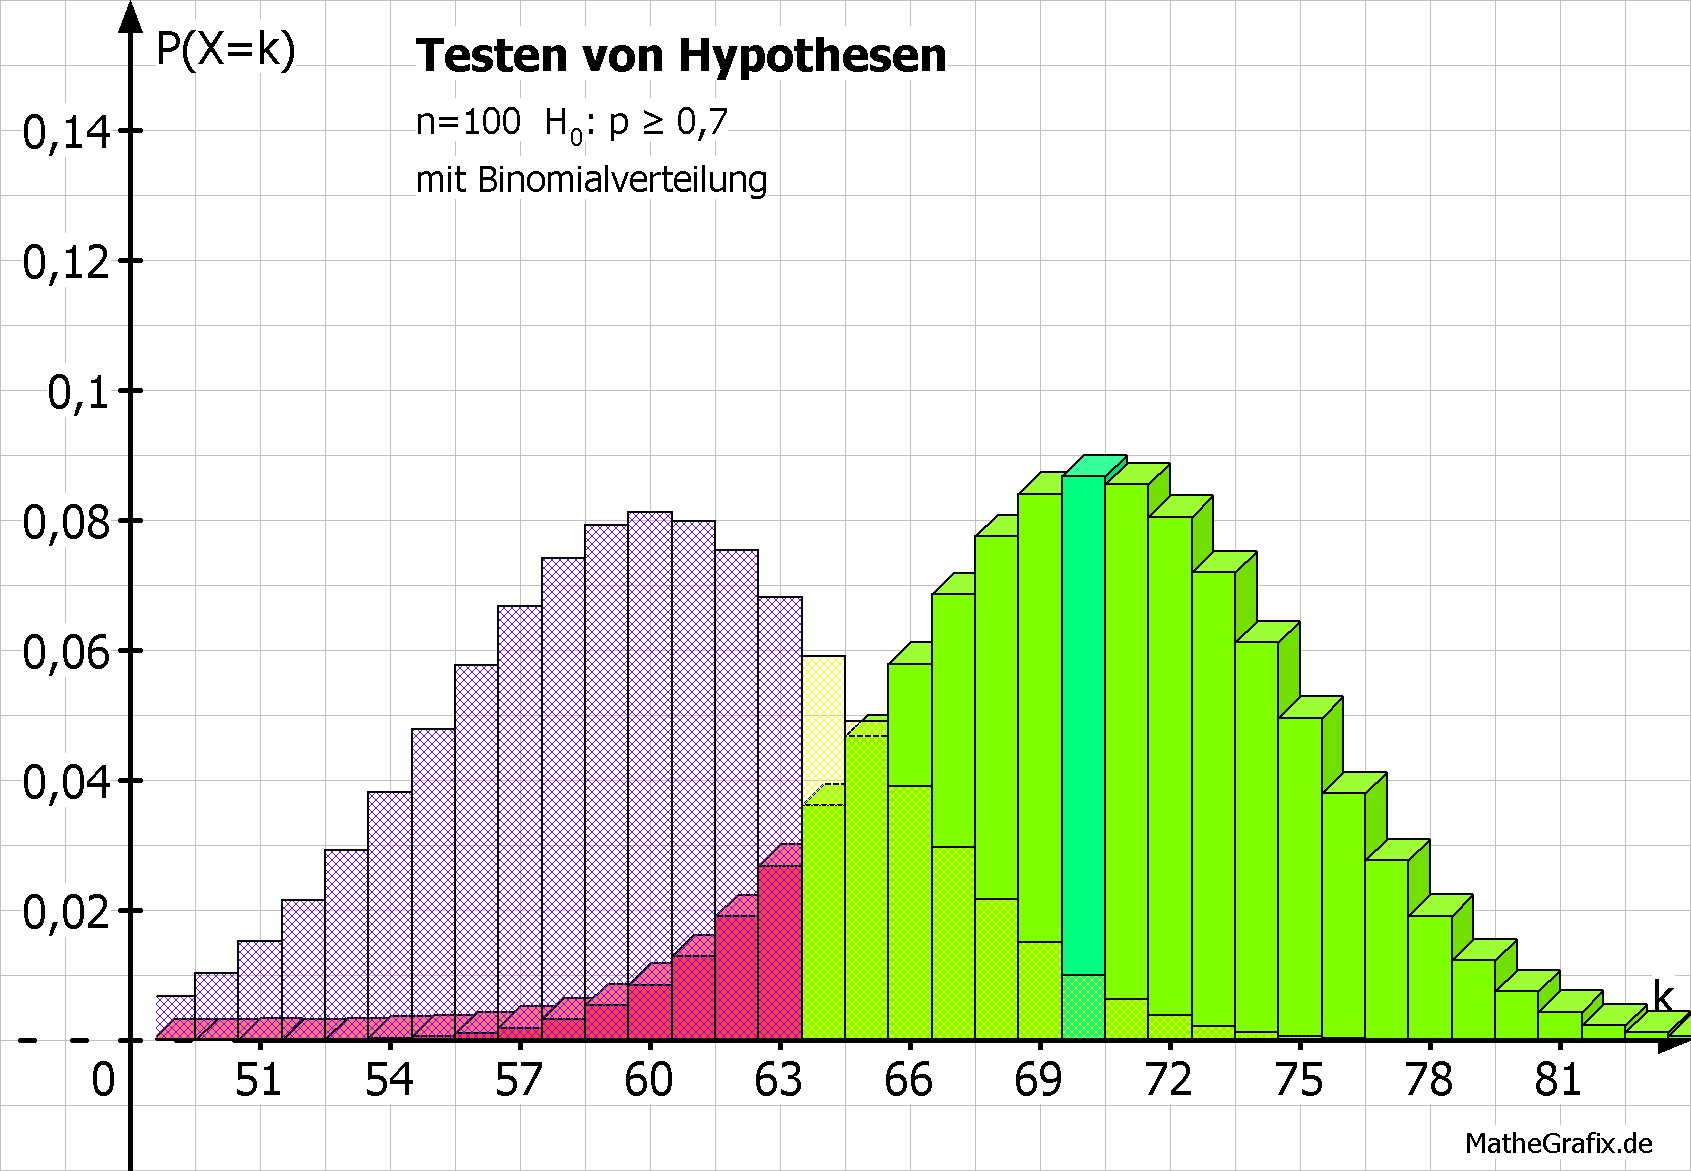 P(X=k)
Testen von Hypothesen
n=100 H₀: p ≥ 0,7
mit Binomialverteilung
0,14
0,12
0,1
0,08
0,06
0,04
0,02
k
0 51 54 57 60 63 66 69 72 75 78 81
MatheGrafix.de